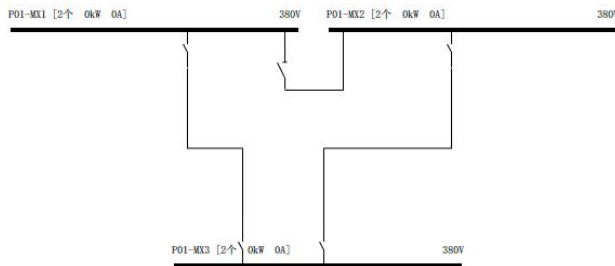 P01-MX1 [2个 0kW 0A] 380V P01-MX2 [2个 0kW 0A] 380V
P01-MX3 [2个 0kW 0A] 380V